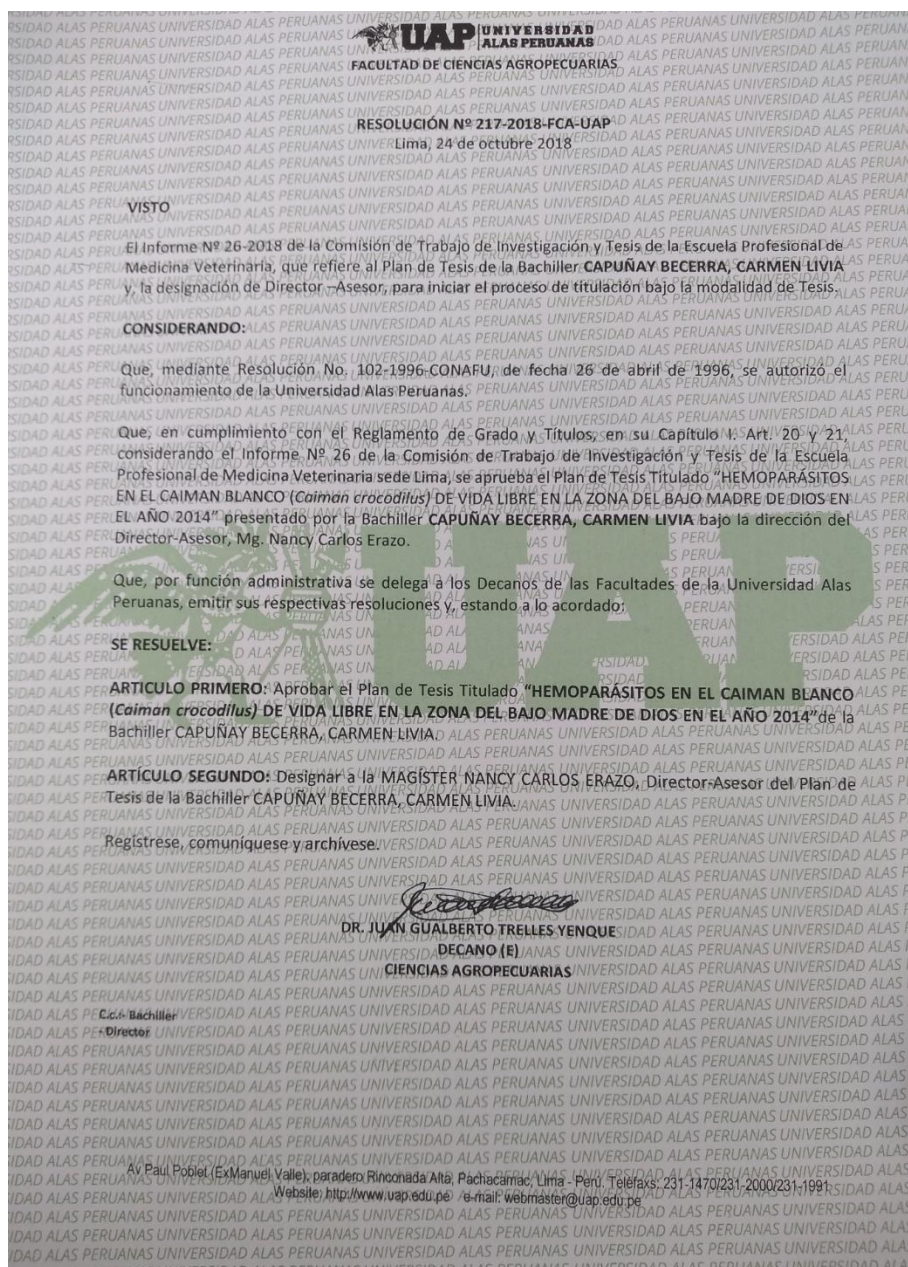 UAP UNIVERSIDAD
ALAS PERUANAS
FACULTAD DE CIENCIAS AGROPECUARIAS
RESOLUCIÓN Nº 217-2018-FCA-UAP
Lima, 24 de octubre 2018
VISTO
El Informe Nº 26-2018 de la Comisión de Trabajo de Investigación y Tesis de la Escuela Profesional de
Medicina Veterinaria, que refiere al Plan de Tesis de la Bachiller CAPUÑAY BECERRA, CARMEN LIVIA
y, la designación de Director –Asesor, para iniciar el proceso de titulación bajo la modalidad de Tesis.
CONSIDERANDO:
Que, mediante Resolución No. 102-1996-CONAFU, de fecha 26 de abril de 1996, se autorizó el
funcionamiento de la Universidad Alas Peruanas.
Que, en cumplimiento con el Reglamento de Grado y Títulos, en su Capítulo I. Art. 20 y 21,
considerando el Informe Nº 26 de la Comisión de Trabajo de Investigación y Tesis de la Escuela
Profesional de Medicina Veterinaria sede Lima, se aprueba el Plan de Tesis Titulado "HEMOPARÁSITOS
EN EL CAIMAN BLANCO (Caiman crocodilus) DE VIDA LIBRE EN LA ZONA DEL BAJO MADRE DE DIOS EN
EL AÑO 2014" presentado por la Bachiller CAPUÑAY BECERRA, CARMEN LIVIA bajo la dirección del
Director-Asesor, Mg. Nancy Carlos Erazo.
Que, por función administrativa se delega a los Decanos de las Facultades de la Universidad Alas
Peruanas, emitir sus respectivas resoluciones y, estando a lo acordado;
UAP
SE RESUELVE:
ARTICULO PRIMERO: Aprobar el Plan de Tesis Titulado "HEMOPARÁSITOS EN EL CAIMAN BLANCO
(Caiman crocodilus) DE VIDA LIBRE EN LA ZONA DEL BAJO MADRE DE DIOS EN EL AÑO 2014" de la
Bachiller CAPUÑAY BECERRA, CARMEN LIVIA.
ARTÍCULO SEGUNDO: Designar a la MAGÍSTER NANCY CARLOS ERAZO, Director-Asesor del Plan de
Tesis de la Bachiller CAPUÑAY BECERRA, CARMEN LIVIA.
Regístrese, comuníquese y archívese.
DR. JUAN GUALBERTO TRELLES YENQUE
DECANO (E)
CIENCIAS AGROPECUARIAS
C.c.:- Bachiller
- Director
Av Paul Poblet (ExManuel Valle), paradero Rinconada Alta, Pachacamac, Lima - Perú. Telefaxs: 231-1470/231-2000/231-1991
Website: http://www.uap.edu.pe e-mail: webmaster@uap.edu.pe